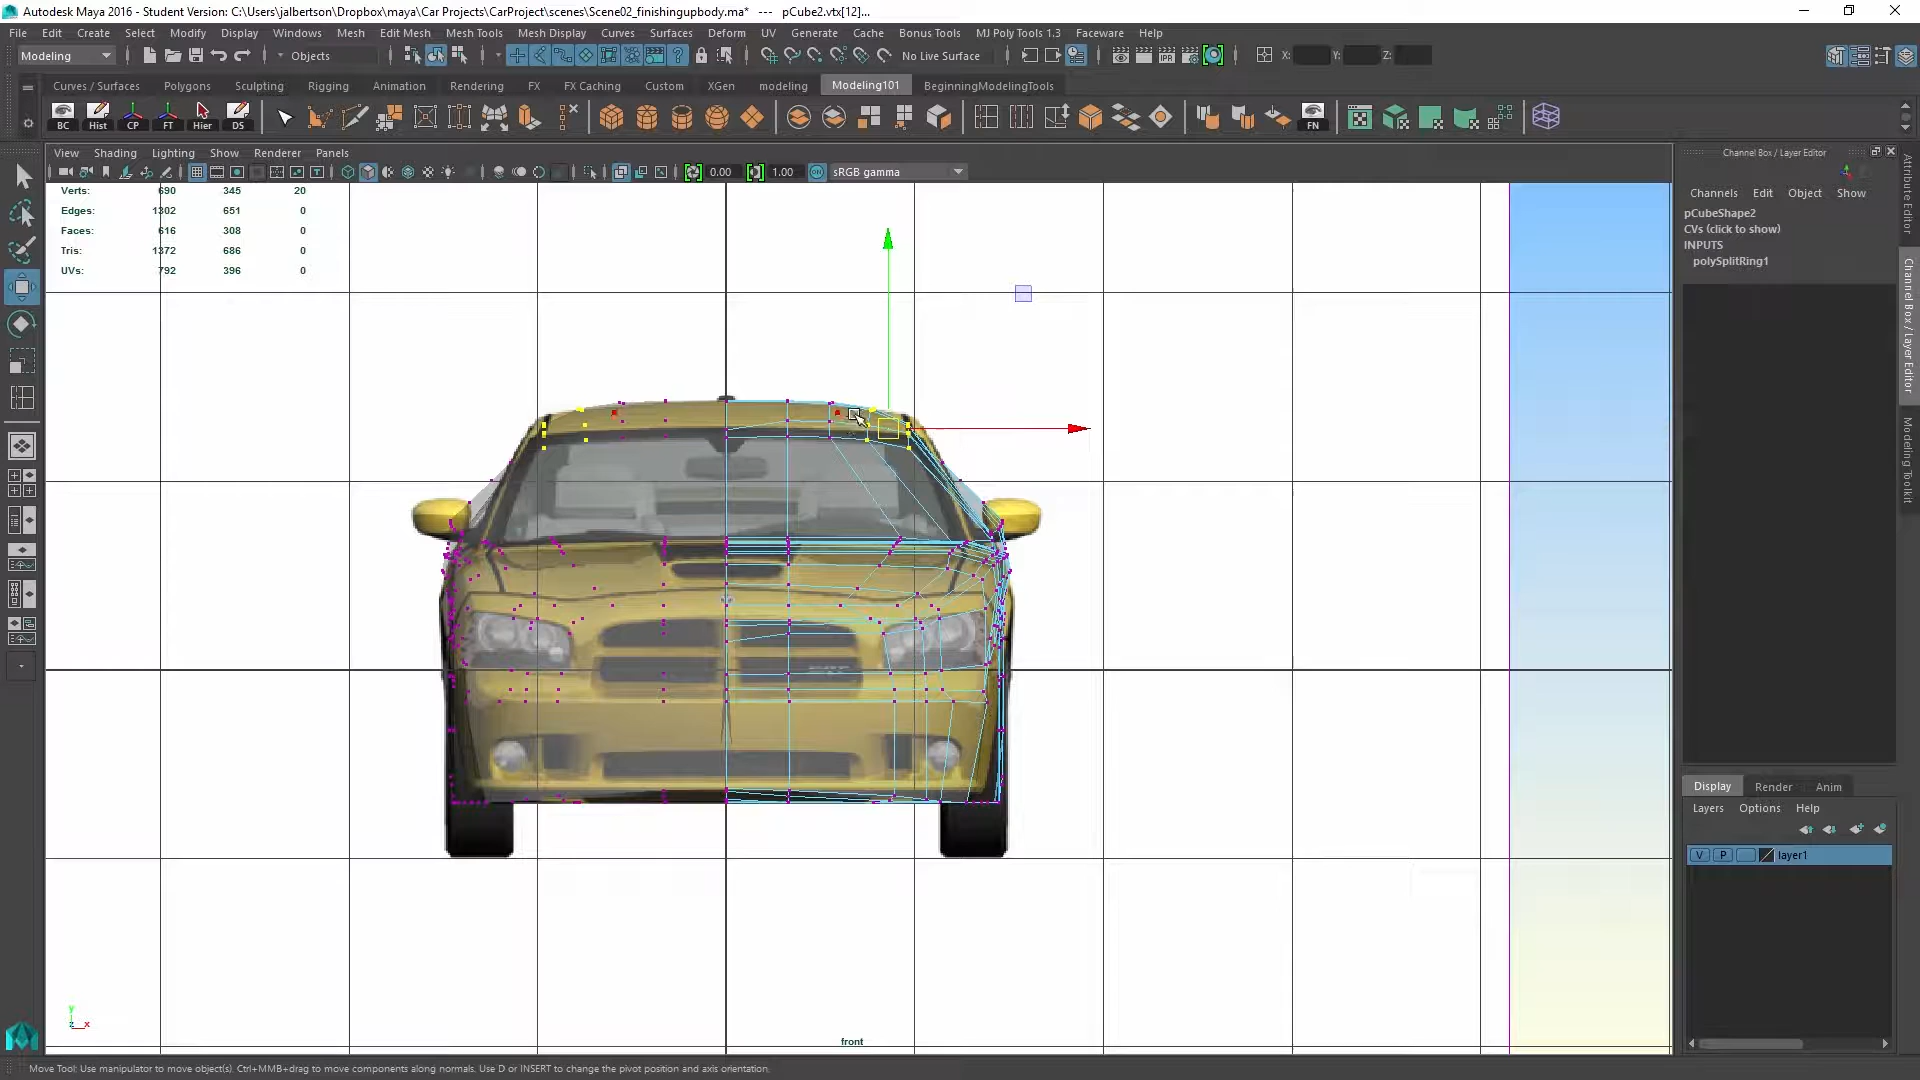 Autodesk Maya 2016 - Student Version: C:\Users\jalbertson\Dropbox\maya\Car Projects\CarProject\scenes\Scene02_finishingupbody.ma* --- pCube2.vtx[12]...
File Edit Create Select Modify Display Windows Mesh Edit Mesh Mesh Tools Mesh Display Curves Surfaces Deform UV Generate Cache Bonus Tools MJ Poly Tools 1.3 Faceware Help
Modeling Objects No Live Surface X: Y: Z:
Curves / Surfaces Polygons Sculpting Rigging Animation Rendering FX FX Caching Custom XGen modeling Modeling101 BeginningModelingTools
BC Hist CP FT Hier DS FN
View Shading Lighting Show Renderer Panels
0.00 1.00 sRGB gamma
Verts: 690 345 20
Edges: 1302 651 0
Faces: 616 308 0
Tris: 1372 686 0
UVs: 792 396 0
Channel Box / Layer Editor
Channels Edit Object Show
pCubeShape2
CVs (click to show)
INPUTS
polySplitRing1
Attribute Editor
Channel Box / Layer Editor
Modeling Toolkit
Display Render Anim
Layers Options Help
V P layer1
y
z x
front
Move Tool: Use manipulator to move object(s). Ctrl+MMB+drag to move components along normals. Use D or INSERT to change the pivot position and axis orientation.